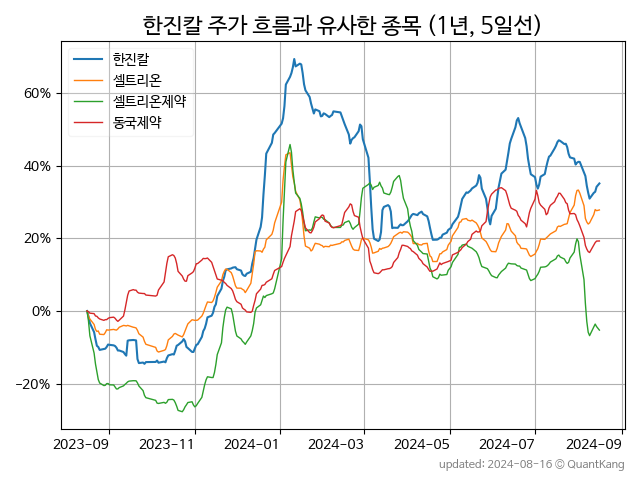 한진칼 주가 흐름과 유사한 종목 (1년, 5일선)
한진칼
셀트리온
셀트리온제약
동국제약
60%
40%
20%
0%
−20%
2023-09
2023-11
2024-01
2024-03
2024-05
2024-07
2024-09
updated: 2024-08-16 © QuantKang